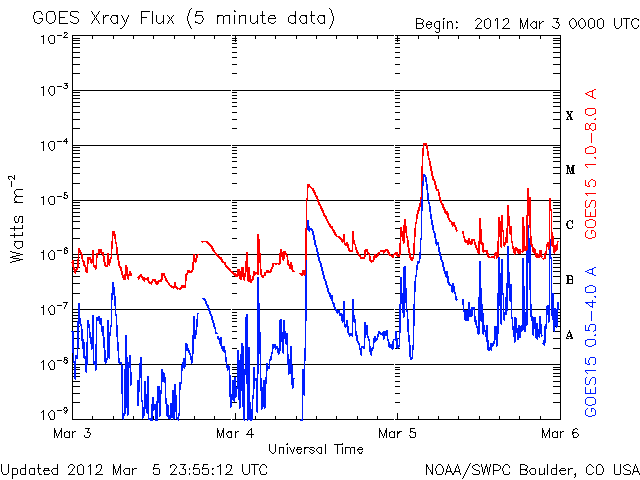 GOES Xray Flux (5 minute data)
Begin: 2012 Mar 3 0000 UTC
10-2
10-3
10-4
10-5
10-6
10-7
10-8
10-9
Watts m-2
X
M
C
B
A
GOES15 1.0-8.0 A
GOES15 0.5-4.0 A
Mar 3
Mar 4
Mar 5
Mar 6
Universal Time
Updated 2012 Mar 5 23:55:12 UTC
NOAA/SWPC Boulder, CO USA